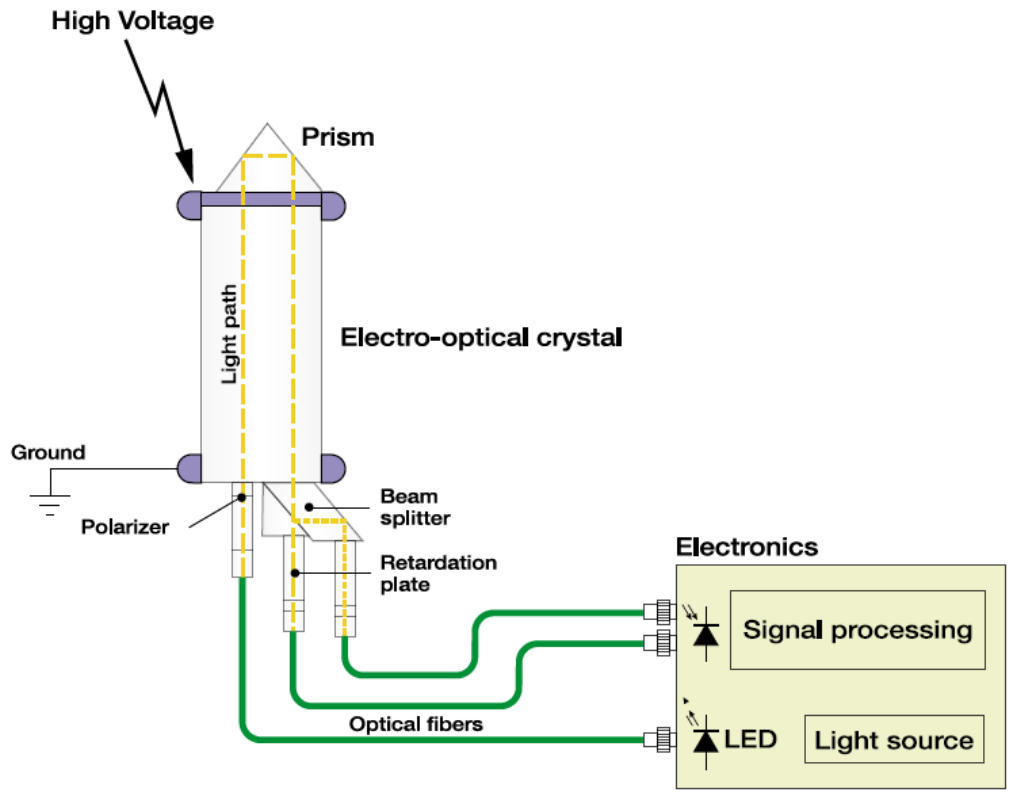 High Voltage
Prism
Light path
Electro-optical crystal
Ground
Polarizer
Beam
splitter
Retardation
plate
Electronics
Signal processing
Optical fibers
LED
Light source